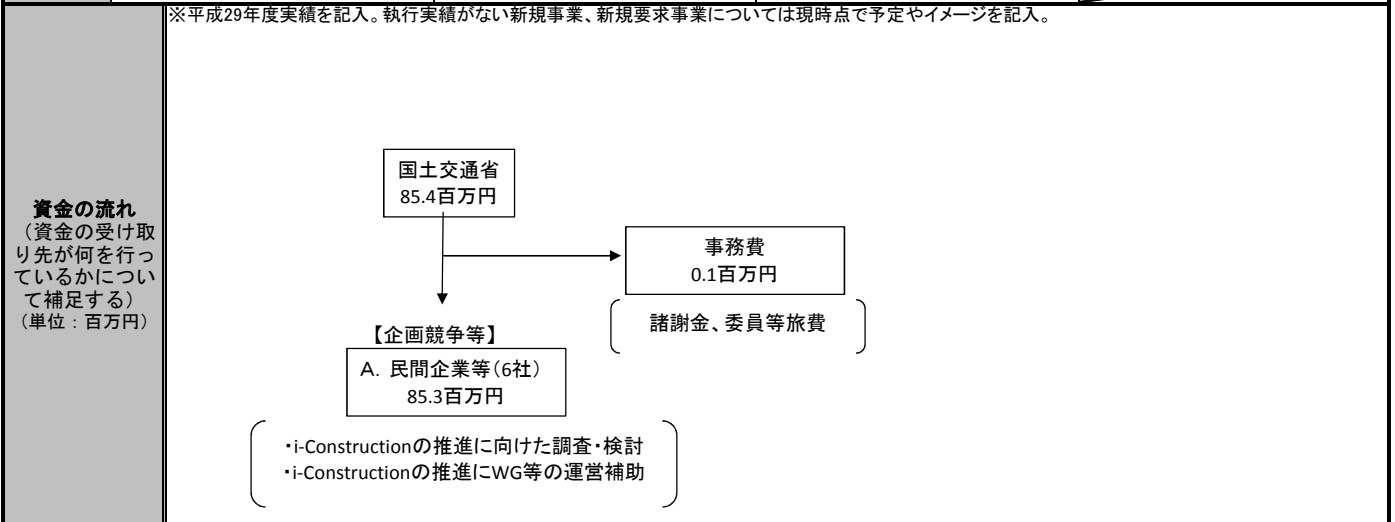 ※平成29年度実績を記入。執行実績がない新規事業、新規要求事業については現時点で予定やイメージを記入。
資金の流れ
（資金の受け取
り先が何を行っ
ているかについ
て補足する）
（単位：百万円）
国土交通省
85.4百万円
事務費
0.1百万円
諸謝金、委員等旅費
【企画競争等】
A．民間企業等（6社）
85.3百万円
・i-Constructionの推進に向けた調査・検討
・i-Constructionの推進にWG等の運営補助